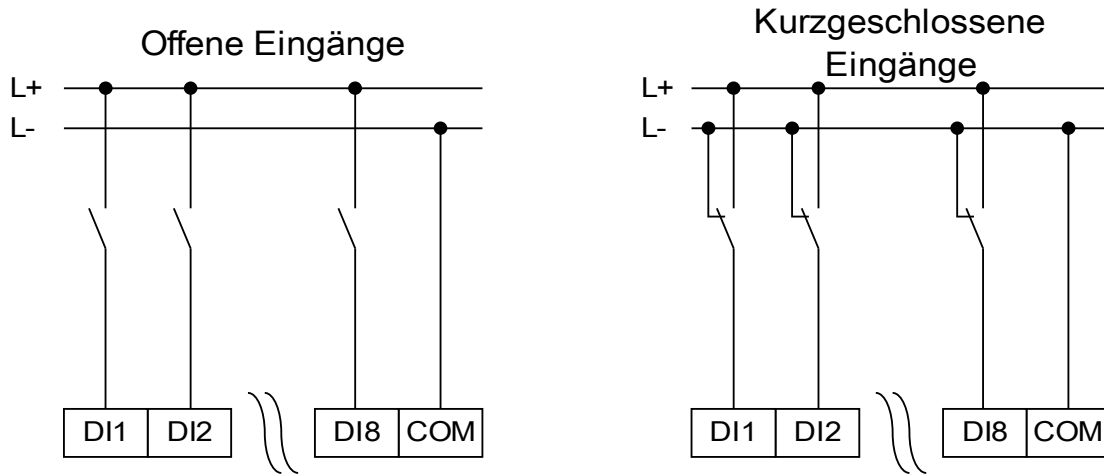 Offene Eingänge
L+
L-
DI1 DI2 DI8 COM
Kurzgeschlossene
Eingänge
L+
L-
DI1 DI2 DI8 COM